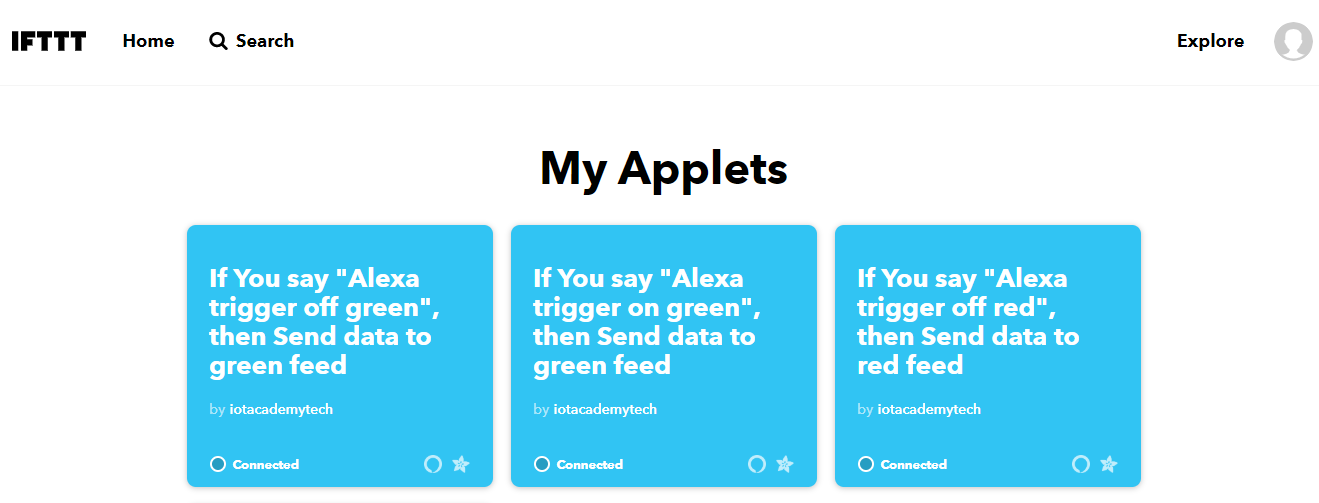 IFTTT Home Search Explore
My Applets
If You say "Alexa
trigger off green",
then Send data to
green feed
by iotacademytech
Connected
If You say "Alexa
trigger on green",
then Send data to
green feed
by iotacademytech
Connected
If You say "Alexa
trigger off red",
then Send data to
red feed
by iotacademytech
Connected